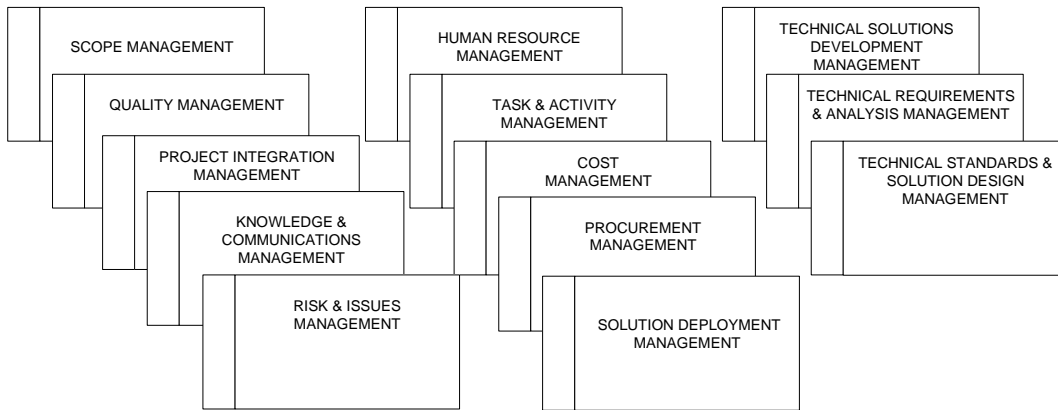 SCOPE MANAGEMENT
QUALITY MANAGEMENT
PROJECT INTEGRATION
MANAGEMENT
KNOWLEDGE &
COMMUNICATIONS
MANAGEMENT
RISK & ISSUES
MANAGEMENT
HUMAN RESOURCE
MANAGEMENT
TASK & ACTIVITY
MANAGEMENT
COST
MANAGEMENT
PROCUREMENT
MANAGEMENT
SOLUTION DEPLOYMENT
MANAGEMENT
TECHNICAL SOLUTIONS
DEVELOPMENT
MANAGEMENT
TECHNICAL REQUIREMENTS
& ANALYSIS MANAGEMENT
TECHNICAL STANDARDS &
SOLUTION DESIGN
MANAGEMENT